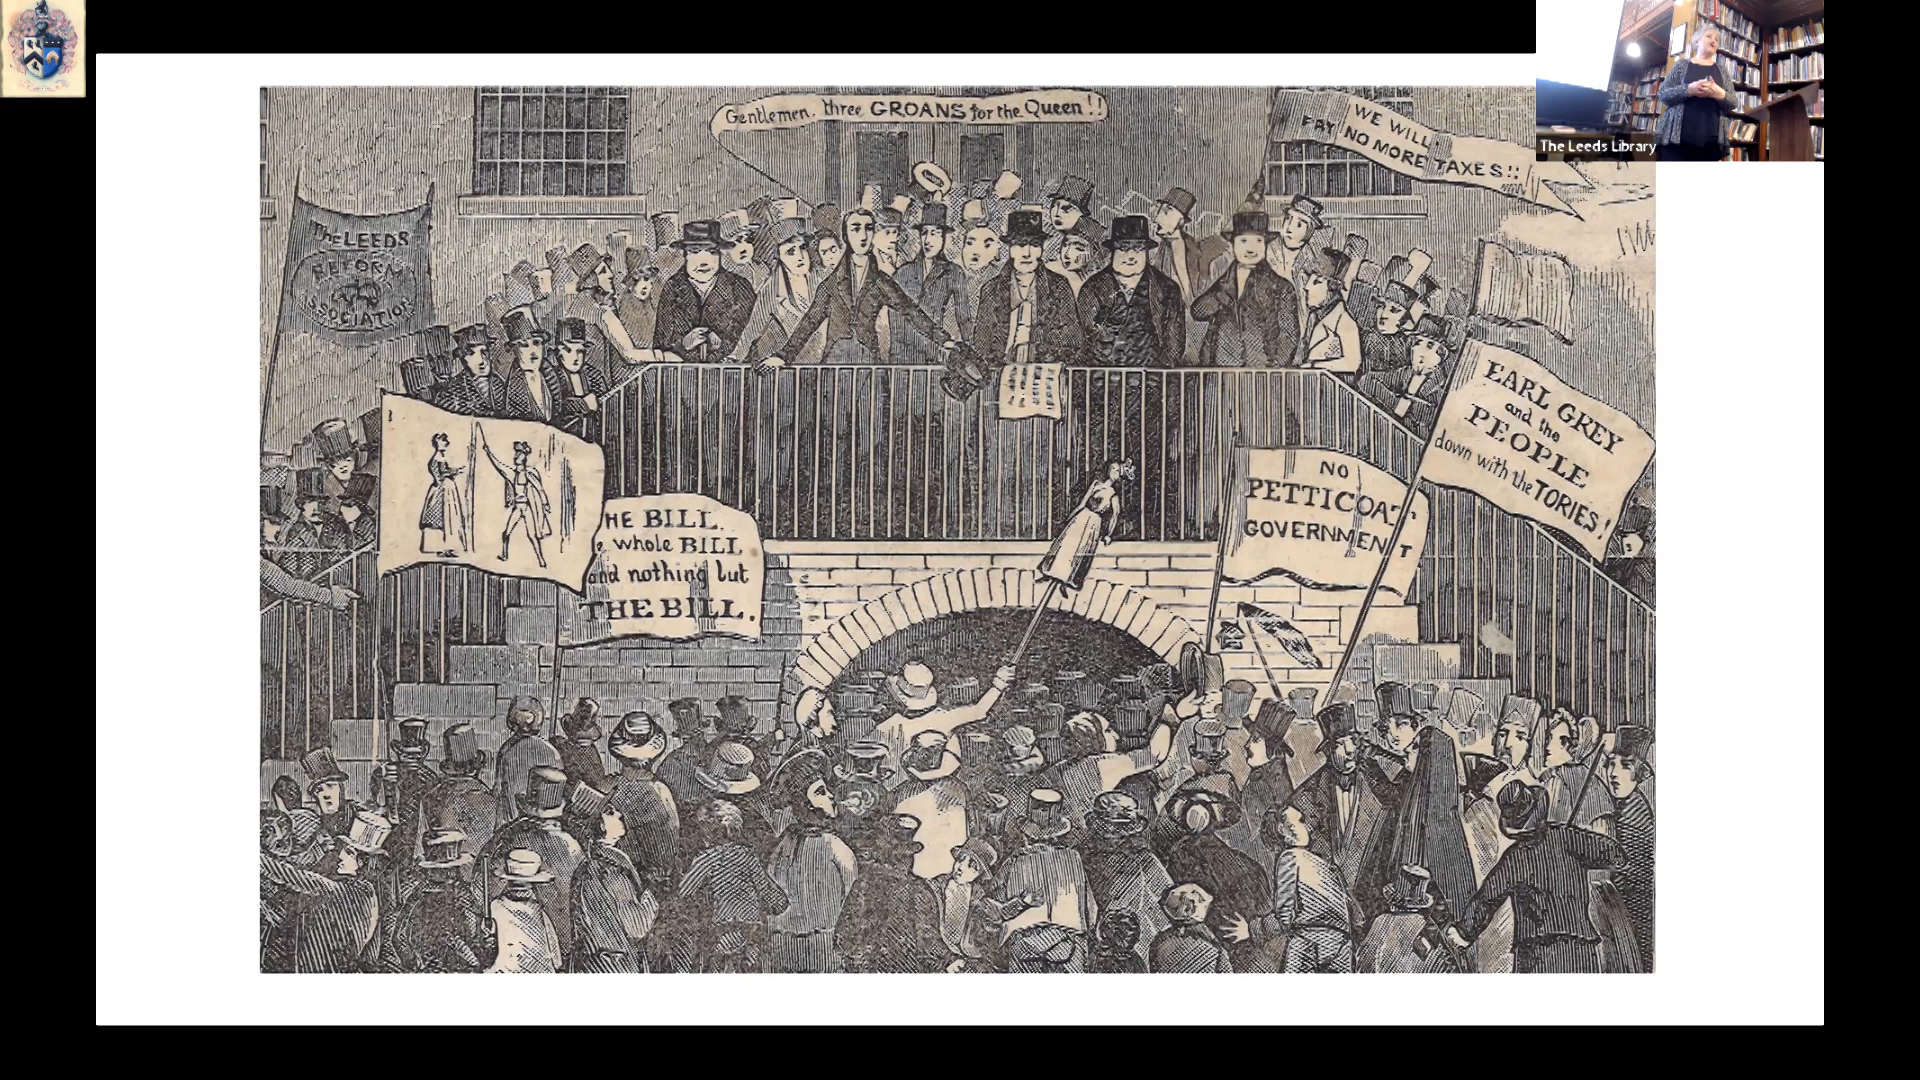 Gentlemen, three GROANS for the Queen!!
WE WILL
PAY NO MORE TAXES!!
The Leeds Library
The LEEDS
REFORM
ASSOCIATION
EARL GREY
and the
PEOPLE
down with the TORIES!
NO
PETTICOAT
GOVERNMENT
HE BILL,
e whole BILL
and nothing but
THE BILL.